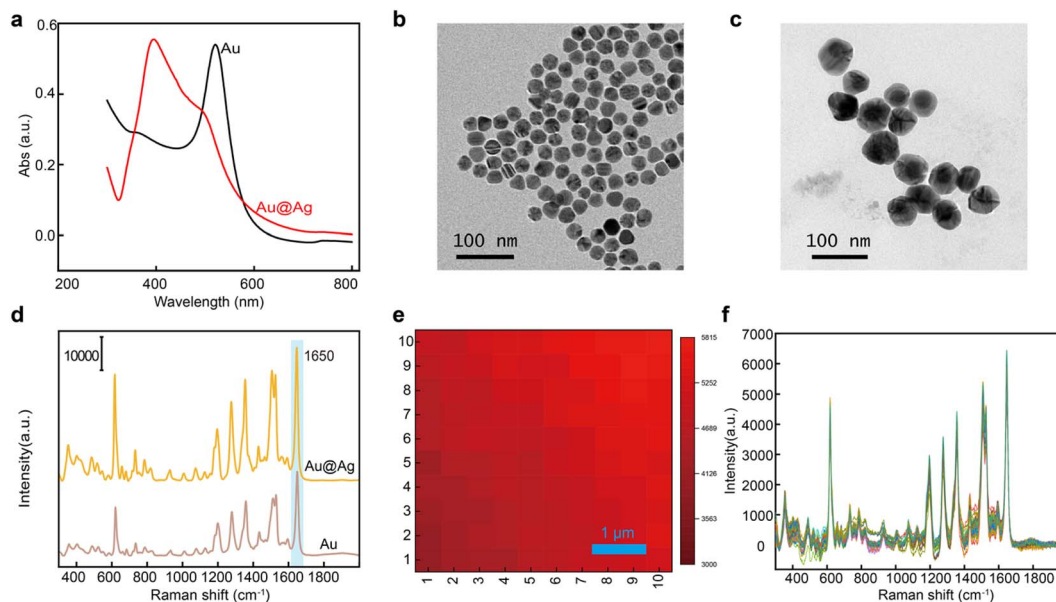 a
0.6
0.4
0.2
0.0
Abs (a.u.)
Au
Au@Ag
200
400
600
800
Wavelength (nm)
b
100 nm
c
100 nm
d
10000
1650
Au@Ag
Au
Intensity(a.u.)
400 600 800 1000 1200 1400 1600 1800
Raman shift (cm⁻¹)
e
10
9
8
7
6
5
4
3
2
1
1 2 3 4 5 6 7 8 9 10
1 μm
5815
5252
4689
4126
3563
3000
f
7000
6000
5000
4000
3000
2000
1000
0
Intensity(a.u.)
400 600 800 1000 1200 1400 1600 1800
Raman shift (cm⁻¹)